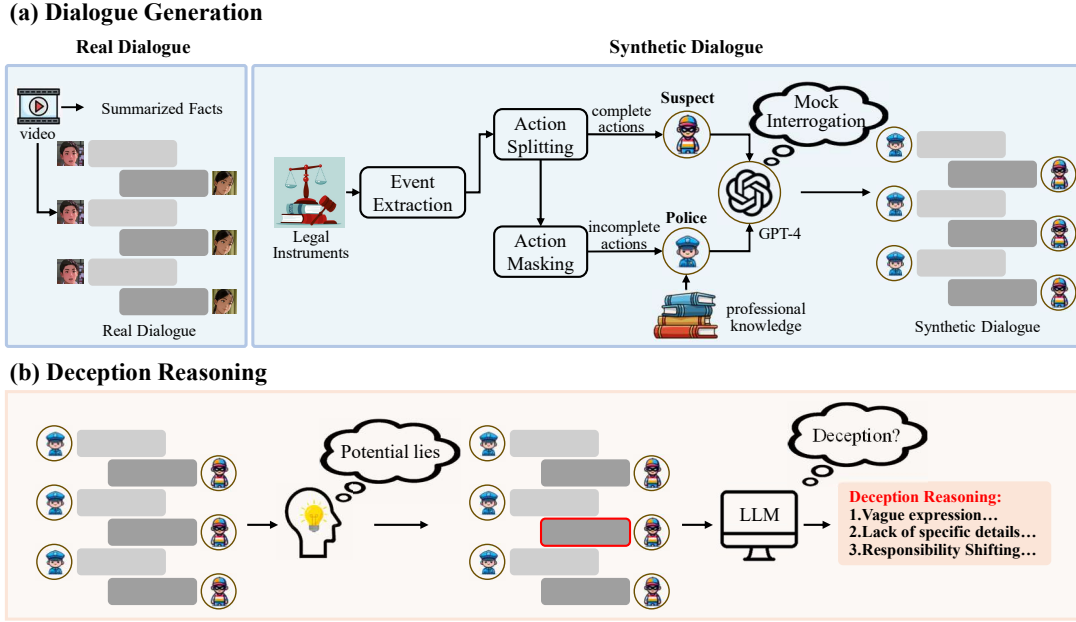 (a) Dialogue Generation
Real Dialogue
Synthetic Dialogue
video
Summarized Facts
Real Dialogue
Legal
Instruments
Event
Extraction
Action
Splitting
Action
Masking
complete
actions
incomplete
actions
Suspect
Police
professional
knowledge
GPT-4
Mock
Interrogation
Synthetic Dialogue
(b) Deception Reasoning
Potential lies
LLM
Deception?
Deception Reasoning:
1.Vague expression…
2.Lack of specific details…
3.Responsibility Shifting…